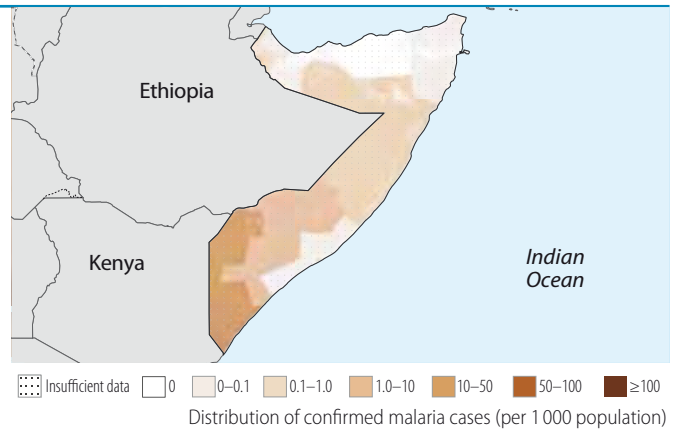 Ethiopia
Kenya
Indian
Ocean
Insufficient data 0 0–0.1 0.1–1.0 1.0–10 10–50 50–100 ≥100
Distribution of confirmed malaria cases (per 1 000 population)